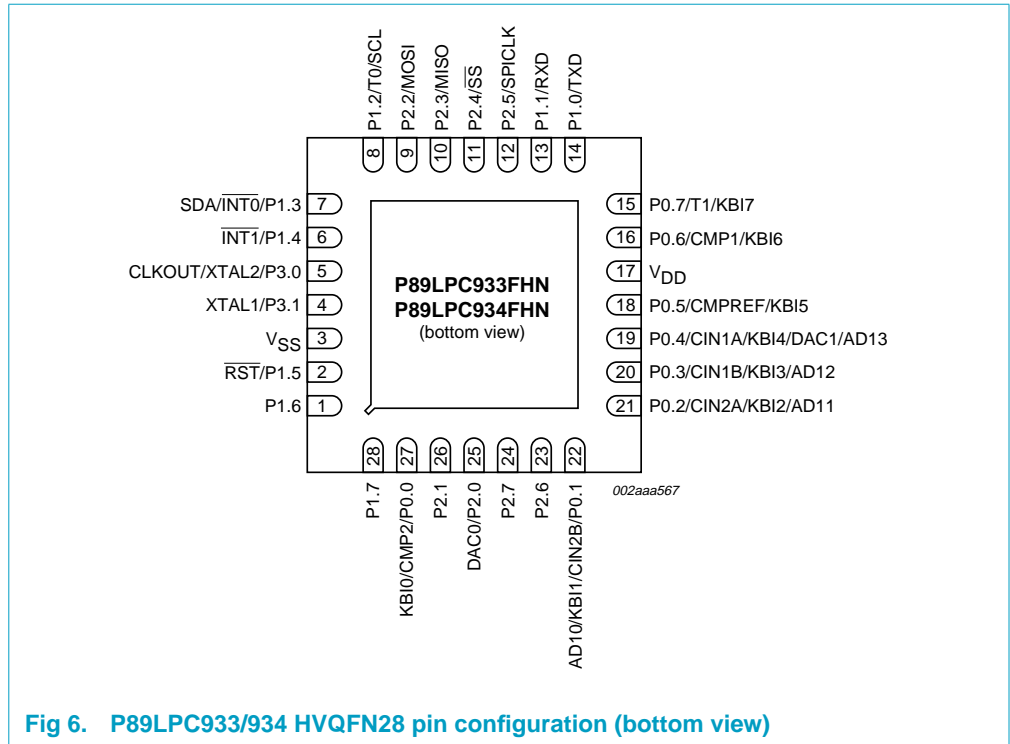 P1.2/T0/SCL
P2.2/MOSI
P2.3/MISO
P2.4/S̅S̅
P2.5/SPICLK
P1.1/RXD
P1.0/TXD
8
9
10
11
12
13
14
SDA/I̅N̅T̅0̅/P1.3 7
I̅N̅T̅1̅/P1.4 6
CLKOUT/XTAL2/P3.0 5
XTAL1/P3.1 4
VSS 3
R̅S̅T̅/P1.5 2
P1.6 1
P89LPC933FHN
P89LPC934FHN
(bottom view)
15 P0.7/T1/KBI7
16 P0.6/CMP1/KBI6
17 VDD
18 P0.5/CMPREF/KBI5
19 P0.4/CIN1A/KBI4/DAC1/AD13
20 P0.3/CIN1B/KBI3/AD12
21 P0.2/CIN2A/KBI2/AD11
28
27
26
25
24
23
22
P1.7
KBI0/CMP2/P0.0
P2.1
DAC0/P2.0
P2.7
P2.6
AD10/KBI1/CIN2B/P0.1
002aaa567
Fig 6. P89LPC933/934 HVQFN28 pin configuration (bottom view)